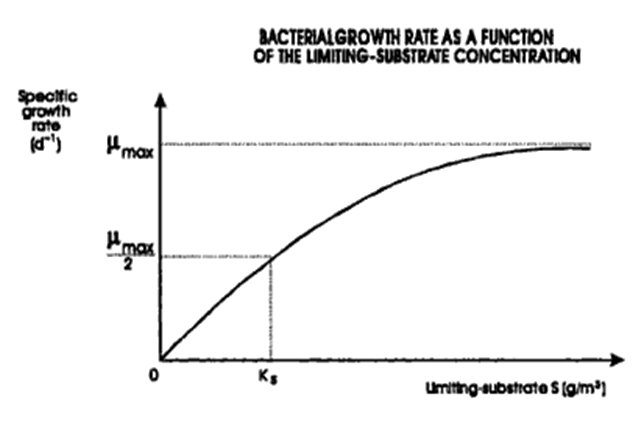 BACTERIALGROWTH RATE AS A FUNCTION
OF THE LIMITING-SUBSTRATE CONCENTRATION
Specific
growth
rate
(d⁻¹)
μmax
μmax
2
0
Ks
Limiting-substrate S (g/m³)